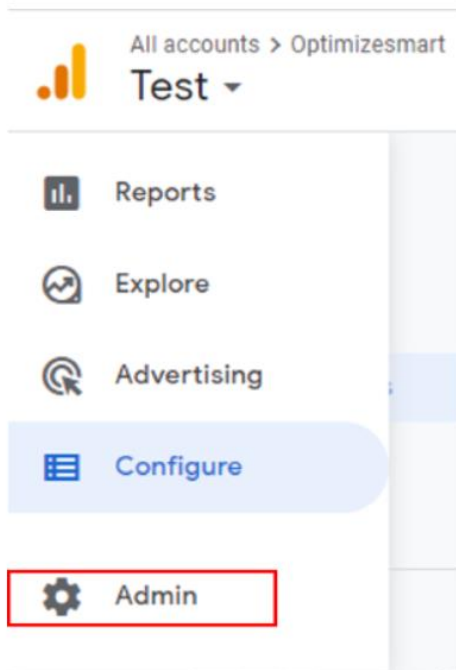 All accounts > Optimizesmart
Test
Reports
Explore
Advertising
Configure
Admin